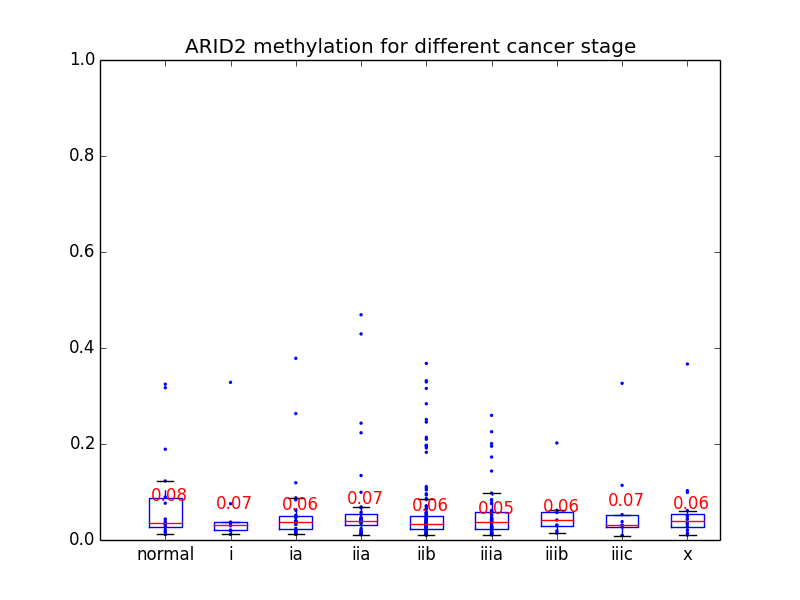 ARID2 methylation for different cancer stage
1.0
0.8
0.6
0.4
0.2
0.0
0.08 0.07 0.06 0.07 0.06 0.05 0.06 0.07 0.06
normal i ia iia iib iiia iiib iiic x